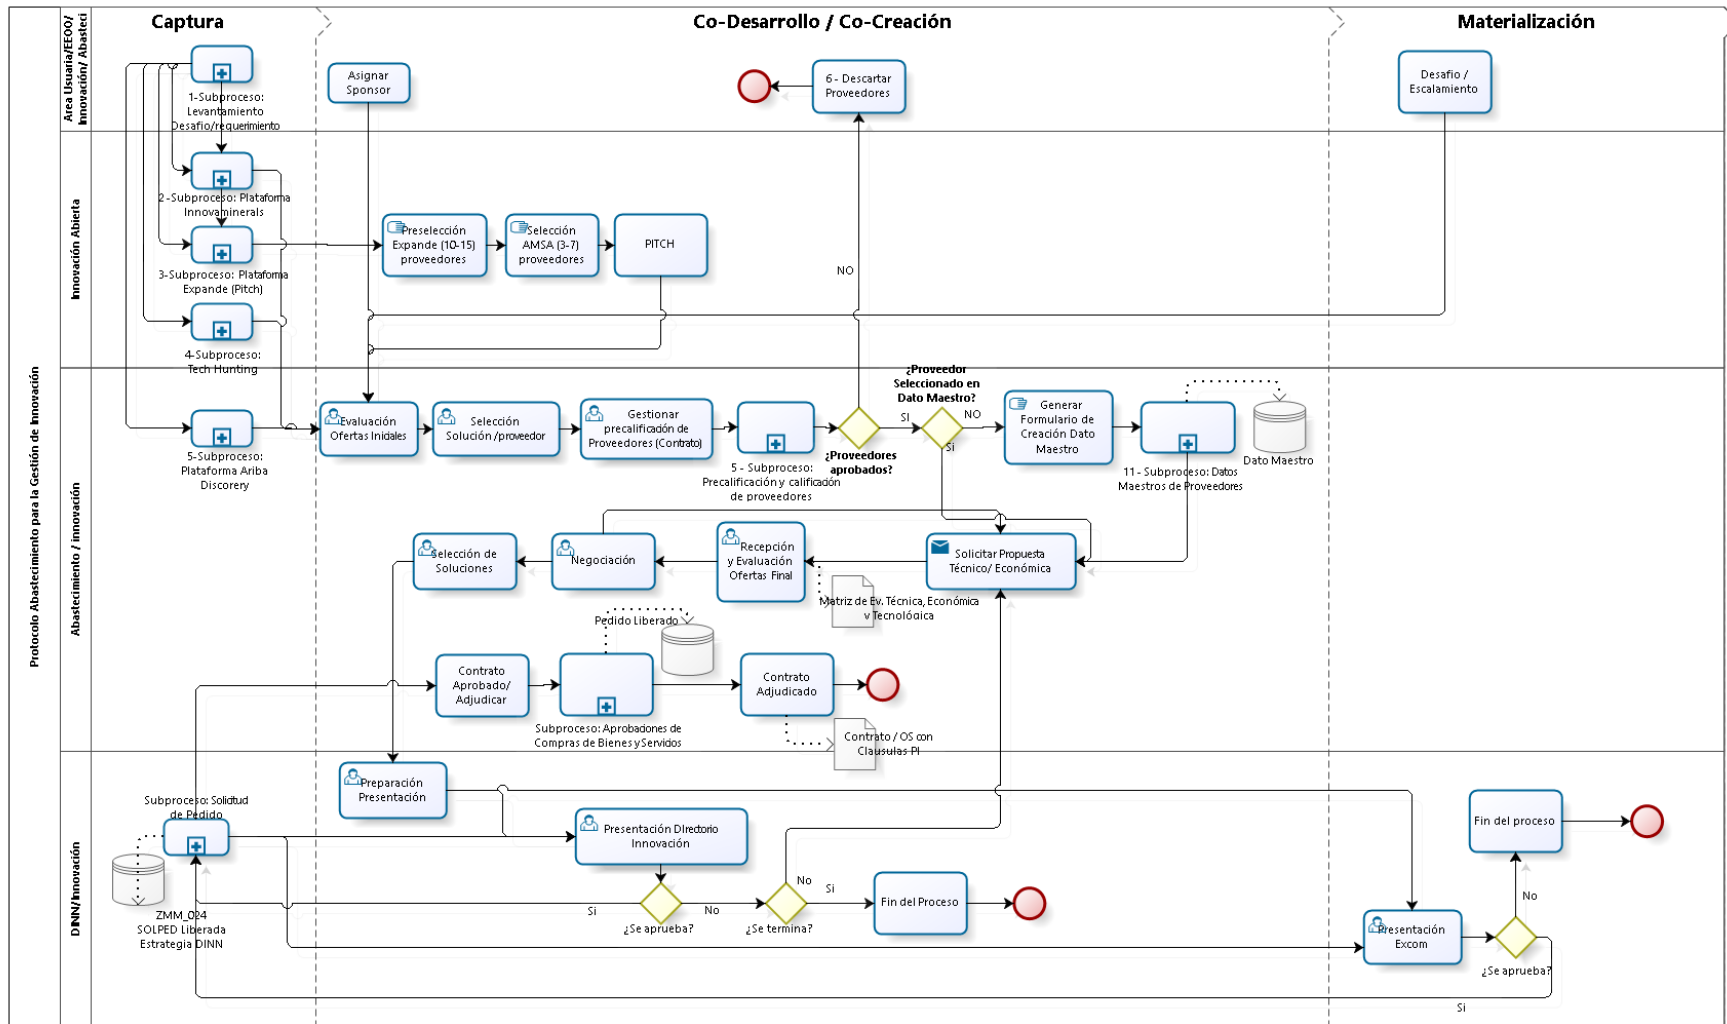 Captura
Co-Desarrollo / Co-Creación
Materialización
Protocolo Abastecimiento para la Gestión de Innovación
Area Usuaria/EEOO/
Innovación/ Abasteci
1-Subproceso:
Levantamiento
Desafio/requerimiento
Asignar
Sponsor
6 - Descartar
Proveedores
Desafio /
Escalamiento
Innovación Abierta
2-Subproceso: Plataforma
Innovaminerals
3-Subproceso: Plataforma
Expande (Pitch)
4-Subproceso:
Tech Hunting
Preselección
Expande (10-15)
proveedores
Selección
AMSA (3-7)
proveedores
PITCH
NO
Abastecimiento / innovación
5-Subproceso:
Plataforma Ariba
Discorery
Evaluación
Ofertas Iniciales
Selección
Solución /proveedor
Gestionar
precalificación de
Proveedores (Contrato)
5 - Subproceso:
Precalificación y calificación
de proveedores
¿Proveedores
aprobados?
SI
¿Proveedor
Seleccionado en
Dato Maestro?
NO
Si
Generar
Formulario de
Creación Dato
Maestro
11 - Subproceso: Datos
Maestros de Proveedores
Dato Maestro
Selección de
Soluciones
Negociación
Recepción
y Evaluación
Ofertas Final
Solicitar Propuesta
Técnico/ Económica
Matriz de Ev. Técnica, Económica
y Tecnológica
Pedido Liberado
Contrato
Aprobado/
Adjudicar
Subproceso: Aprobaciones de
Compras de Bienes y Servicios
Contrato
Adjudicado
Contrato / OS con
Clausulas PI
DINN/Innovación
Subproceso: Solicitud
de Pedido
ZMM_024
SOLPED Liberada
Estrategia DINN
Preparación
Presentación
Presentación DIrectorio
Innovación
Si
¿Se aprueba?
No
¿Se termina?
No
Si
Fin del Proceso
Presentación
Excom
¿Se aprueba?
No
Si
Fin del proceso